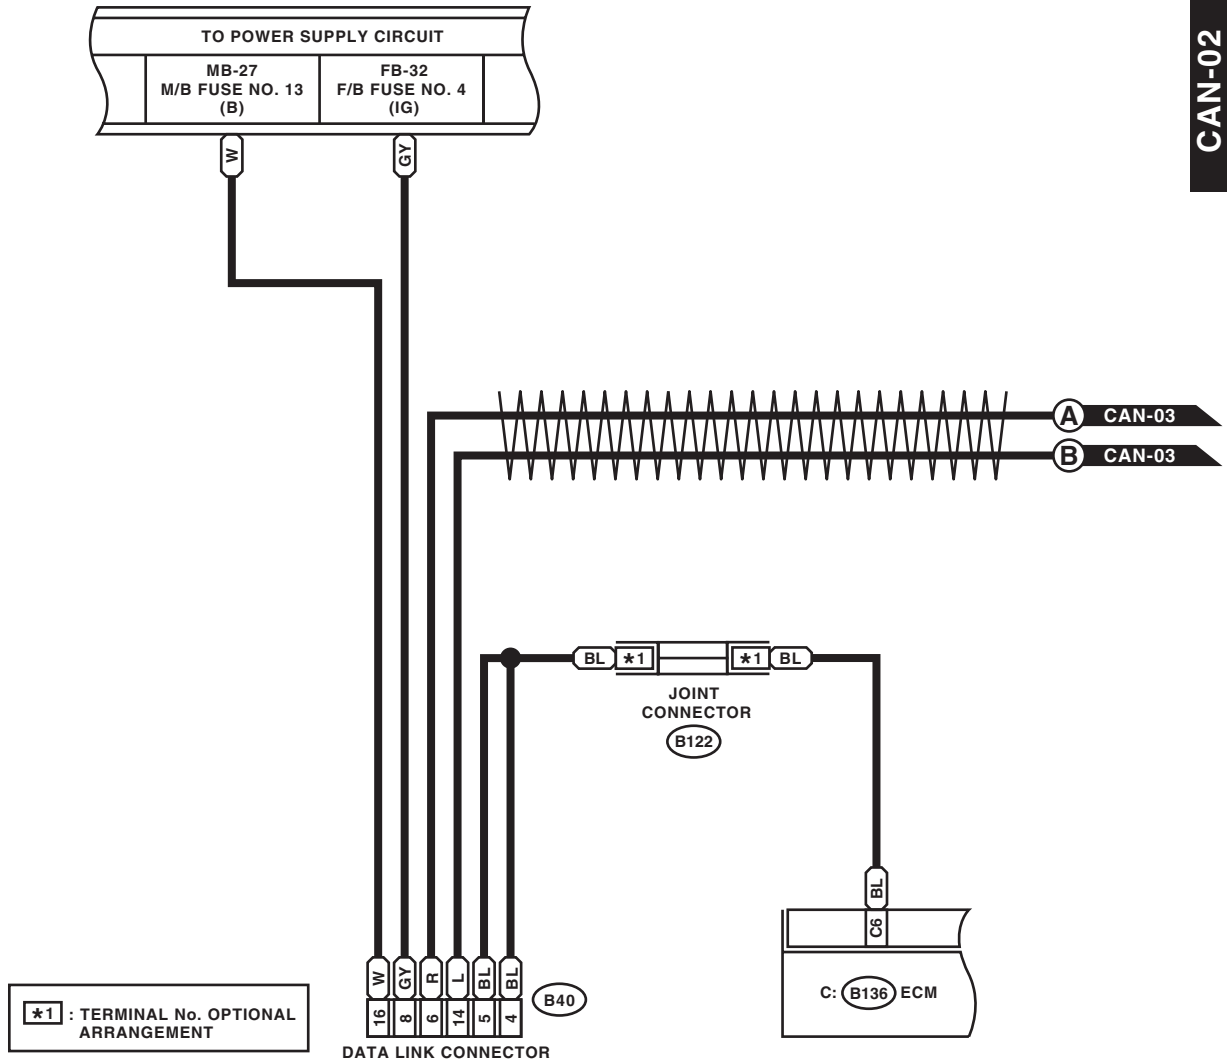 TO POWER SUPPLY CIRCUIT
MB-27
M/B FUSE NO. 13
(B)
FB-32
F/B FUSE NO. 4
(IG)
CAN-02
W
GY
A CAN-03
B CAN-03
BL *1 *1 BL
JOINT
CONNECTOR
B122
BL
C6
C: B136 ECM
W GY R L BL BL
16 8 6 14 5 4
B40
DATA LINK CONNECTOR
*1 : TERMINAL No. OPTIONAL
ARRANGEMENT